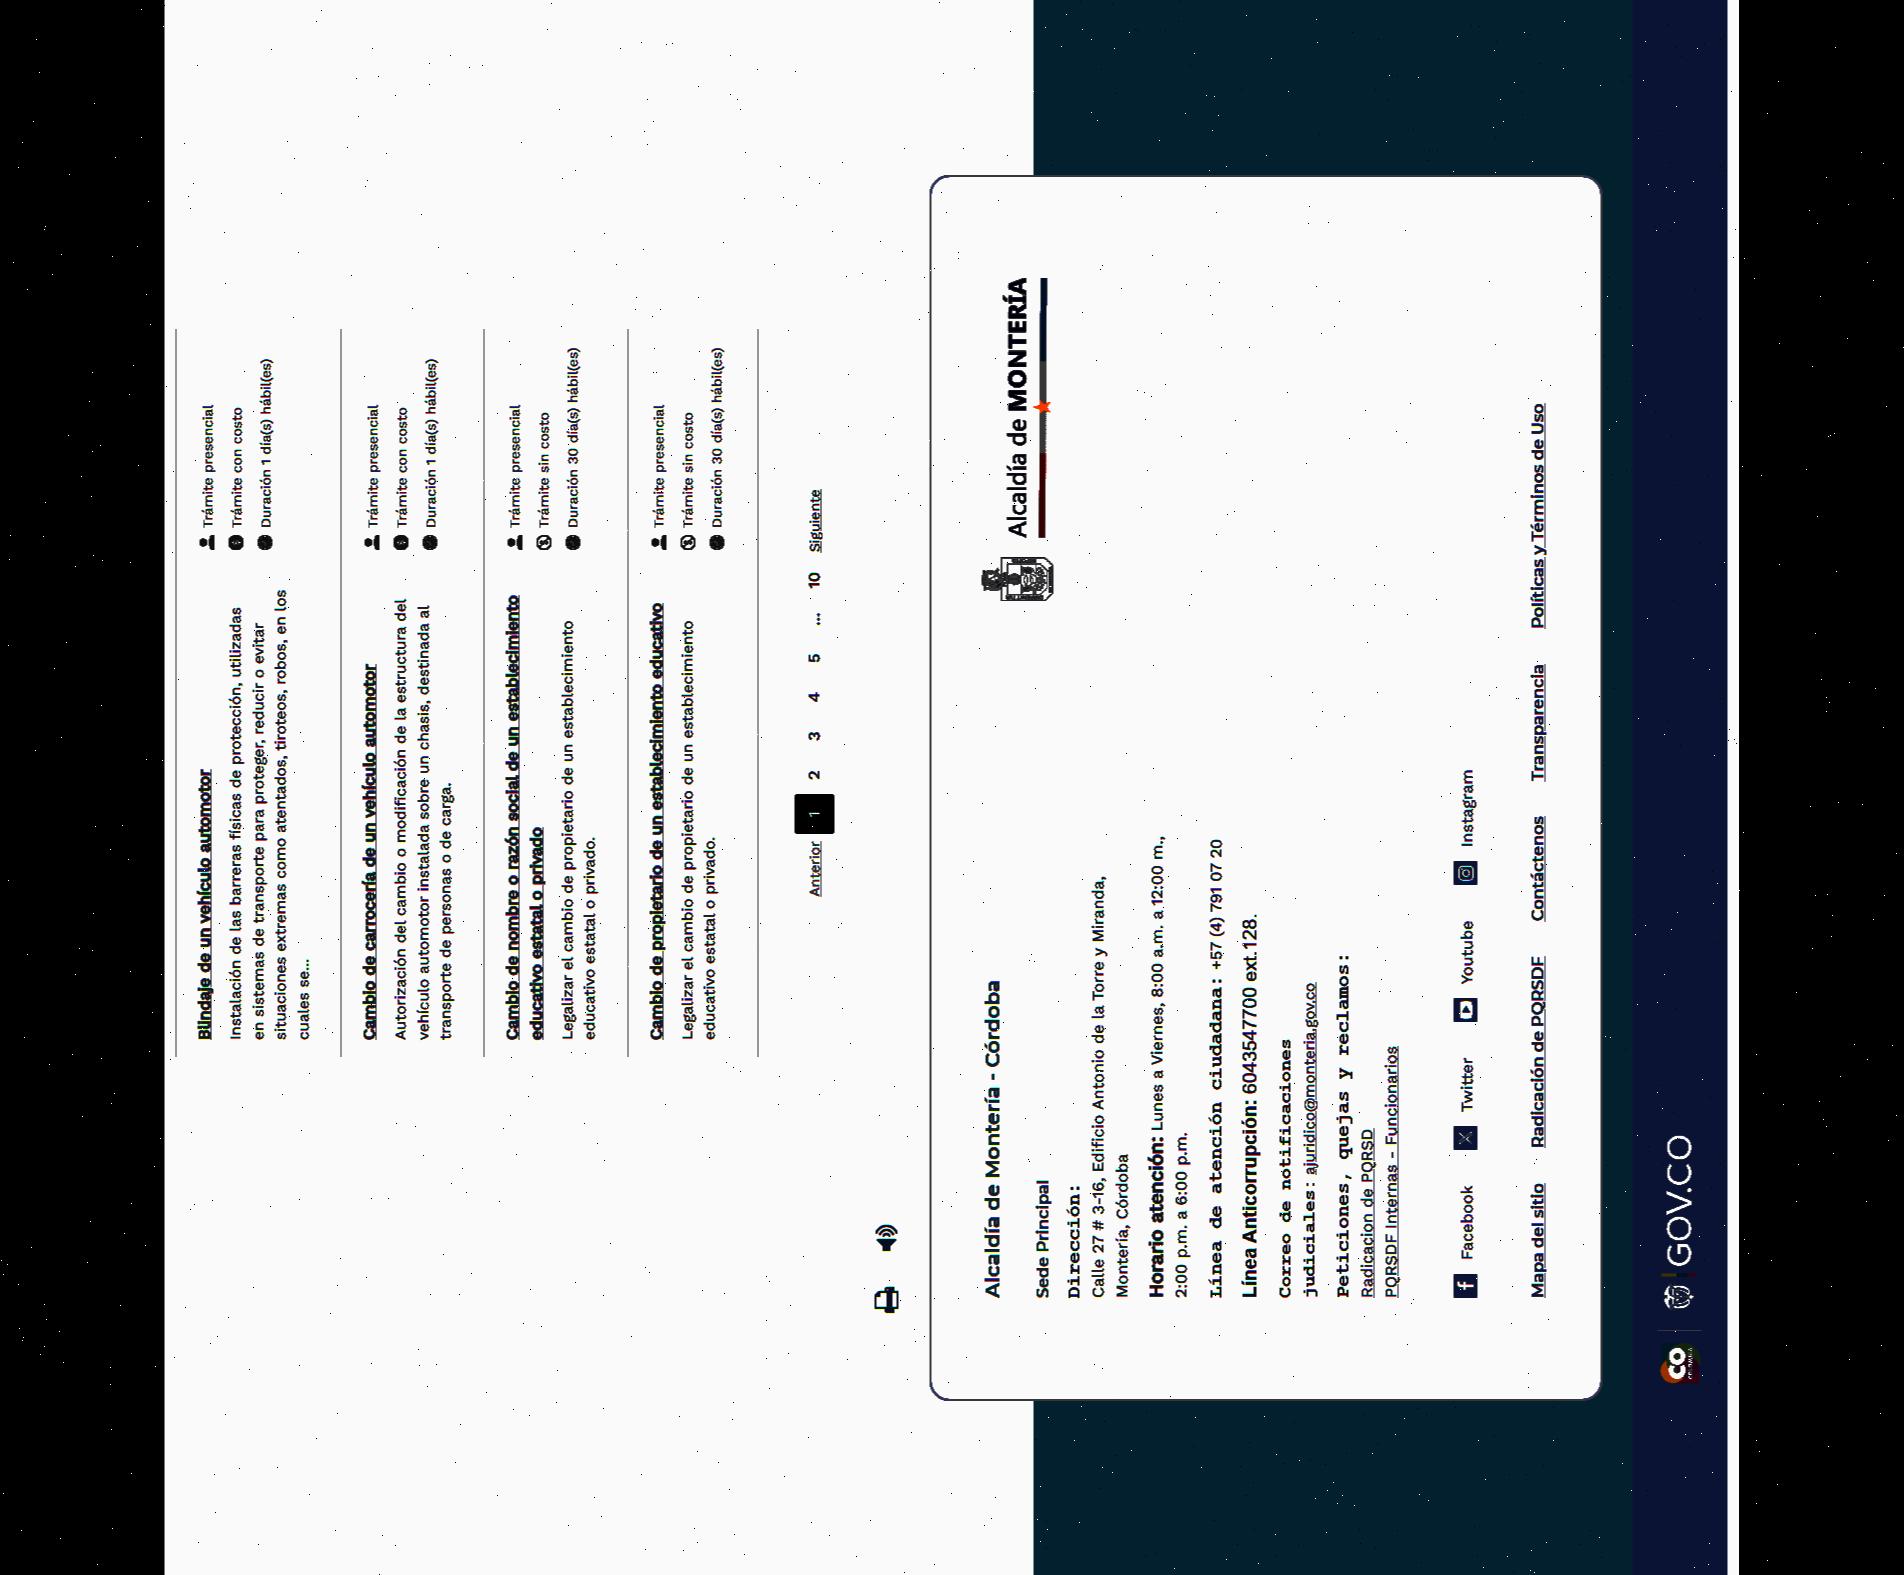 Blindaje de un vehículo automotor
Instalación de las barreras físicas de protección, utilizadas
en sistemas de transporte para proteger, reducir o evitar
situaciones extremas como atentados, tiroteos, robos, en los
cuales se...
Trámite presencial
Trámite con costo
Duración 1 día(s) hábil(es)
Cambio de carrocería de un vehículo automotor
Autorización del cambio o modificación de la estructura del
vehículo automotor instalada sobre un chasis, destinada al
transporte de personas o de carga.
Trámite presencial
Trámite con costo
Duración 1 día(s) hábil(es)
Cambio de nombre o razón social de un establecimiento
educativo estatal o privado
Legalizar el cambio de propietario de un establecimiento
educativo estatal o privado.
Trámite presencial
Trámite sin costo
Duración 30 día(s) hábil(es)
Cambio de propietario de un establecimiento educativo
Legalizar el cambio de propietario de un establecimiento
educativo estatal o privado.
Trámite presencial
Trámite sin costo
Duración 30 día(s) hábil(es)
Anterior 1 2 3 4 5 ... 10 Siguiente
Alcaldía de Montería - Córdoba
Alcaldía de MONTERÍA
Sede Principal
Dirección:
Calle 27 # 3-16, Edificio Antonio de la Torre y Miranda,
Montería, Córdoba
Horario atención: Lunes a Viernes, 8:00 a.m. a 12:00 m.,
2:00 p.m. a 6:00 p.m.
Línea de atención ciudadana: +57 (4) 791 07 20
Línea Anticorrupción: 6043547700 ext.128.
Correo de notificaciones
judiciales: ajuridico@monteria.gov.co
Peticiones, quejas y reclamos:
Radicacion de PQRSD
PQRSDF Internas - Funcionarios
Facebook Twitter Youtube Instagram
Mapa del sitio Radicación de PQRSDF Contáctenos Transparencia Políticas y Términos de Uso
CO GOV.CO